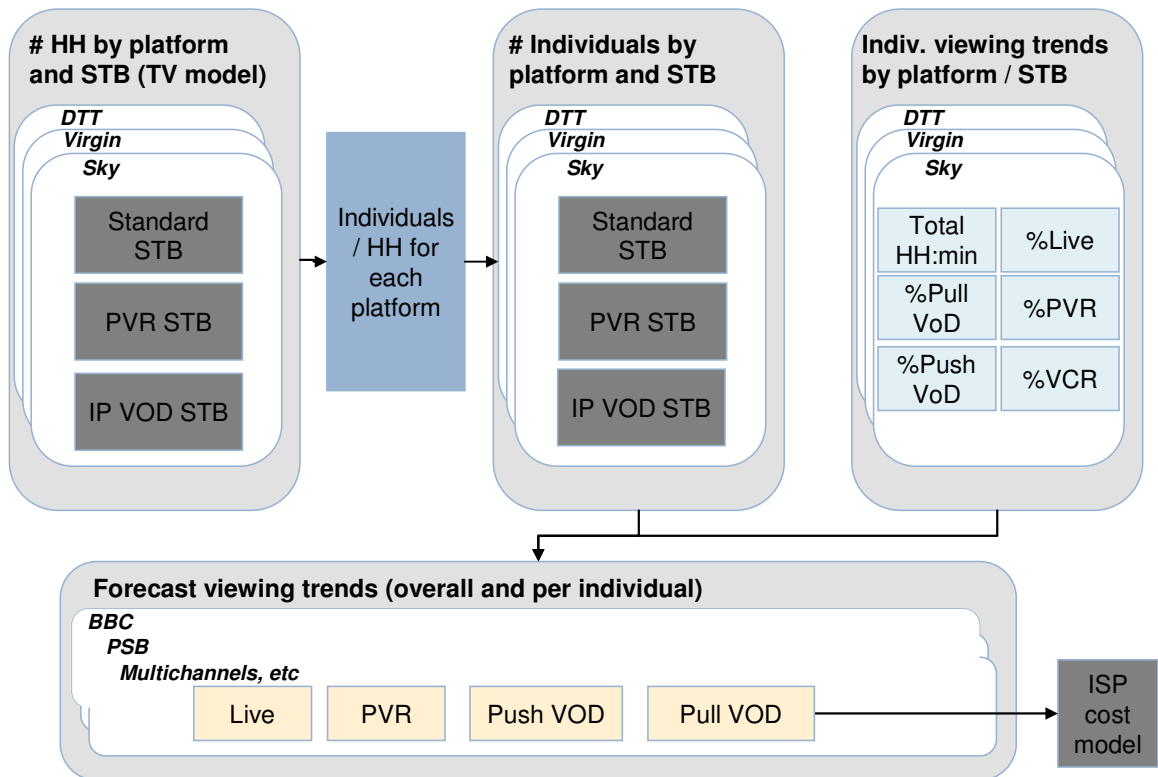 # HH by platform
and STB (TV model)
DTT
Virgin
Sky
Standard
STB
PVR STB
IP VOD STB
Individuals
/ HH for
each
platform
# Individuals by
platform and STB
DTT
Virgin
Sky
Standard
STB
PVR STB
IP VOD STB
Indiv. viewing trends
by platform / STB
DTT
Virgin
Sky
Total
HH:min
%Live
%Pull
VoD
%PVR
%Push
VoD
%VCR
Forecast viewing trends (overall and per individual)
BBC
PSB
Multichannels, etc
Live
PVR
Push VOD
Pull VOD
ISP
cost
model